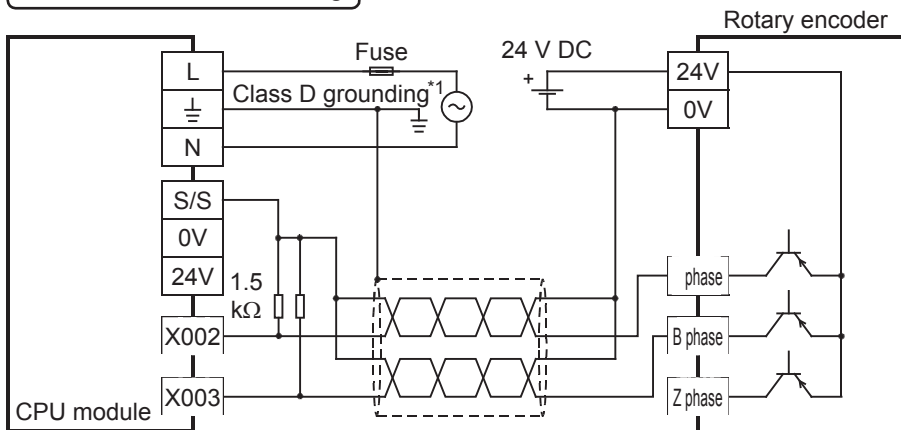 Rotary encoder
Fuse
24 V DC
L
Class D grounding*1
+
24V
0V
N
S/S
0V
24V
1.5
kΩ
phase
X002
B phase
X003
Z phase
CPU module